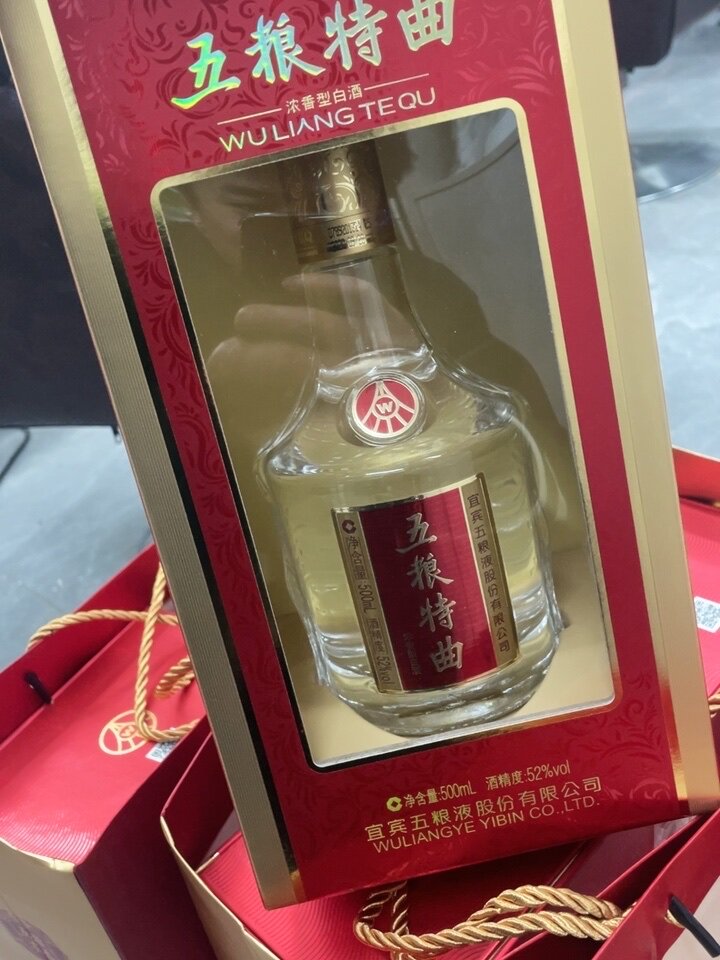 五粮特曲
浓香型白酒
WULIANG TEQU
W
五粮特曲
净含量:500mL 酒精度:52%vol
宜宾五粮液股份有限公司
净含量:500mL 酒精度:52%vol
宜宾五粮液股份有限公司
WULIANGYE YIBIN CO.,LTD.